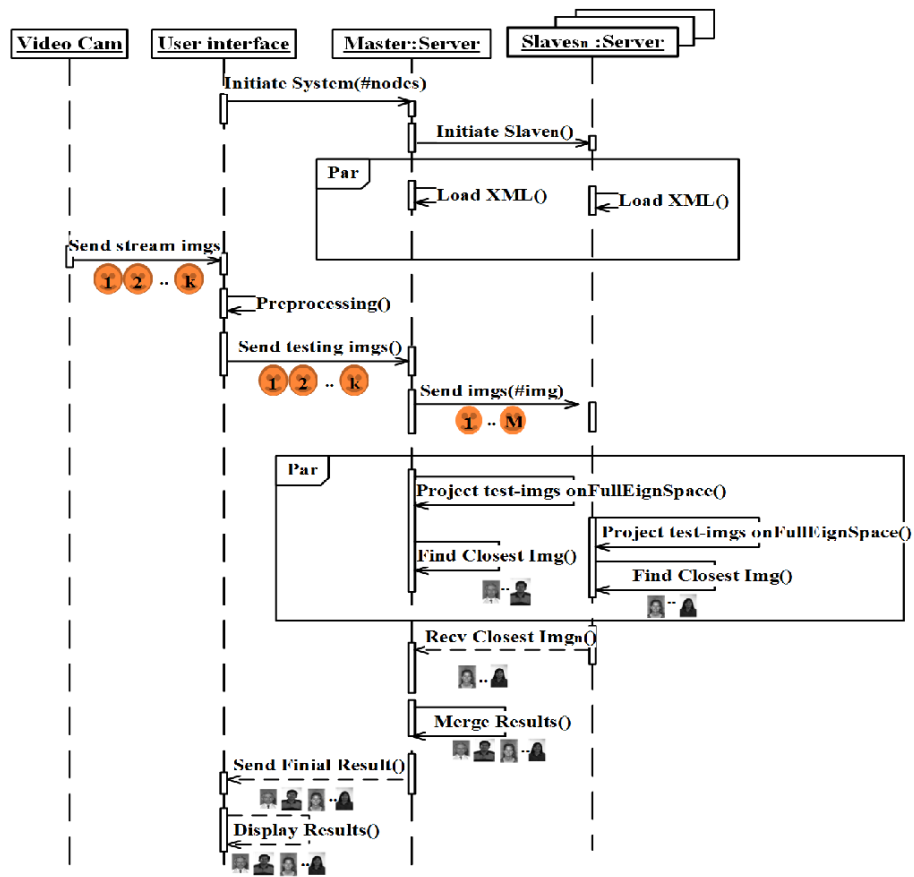 Video Cam
User interface
Master:Server
Slavesn :Server
Initiate System(#nodes)
Initiate Slaven()
Par
Load XML()
Load XML()
Send stream imgs
1 2 .. k
Preprocessing()
Send testing imgs()
1 2 .. k
Send imgs(#img)
1 .. M
Par
Project test-imgs onFullEignSpace()
Project test-imgs onFullEignSpace()
Find Closest Img()
Find Closest Img()
Recv Closest Imgn()
Merge Results()
Send Finial Result()
Display Results()